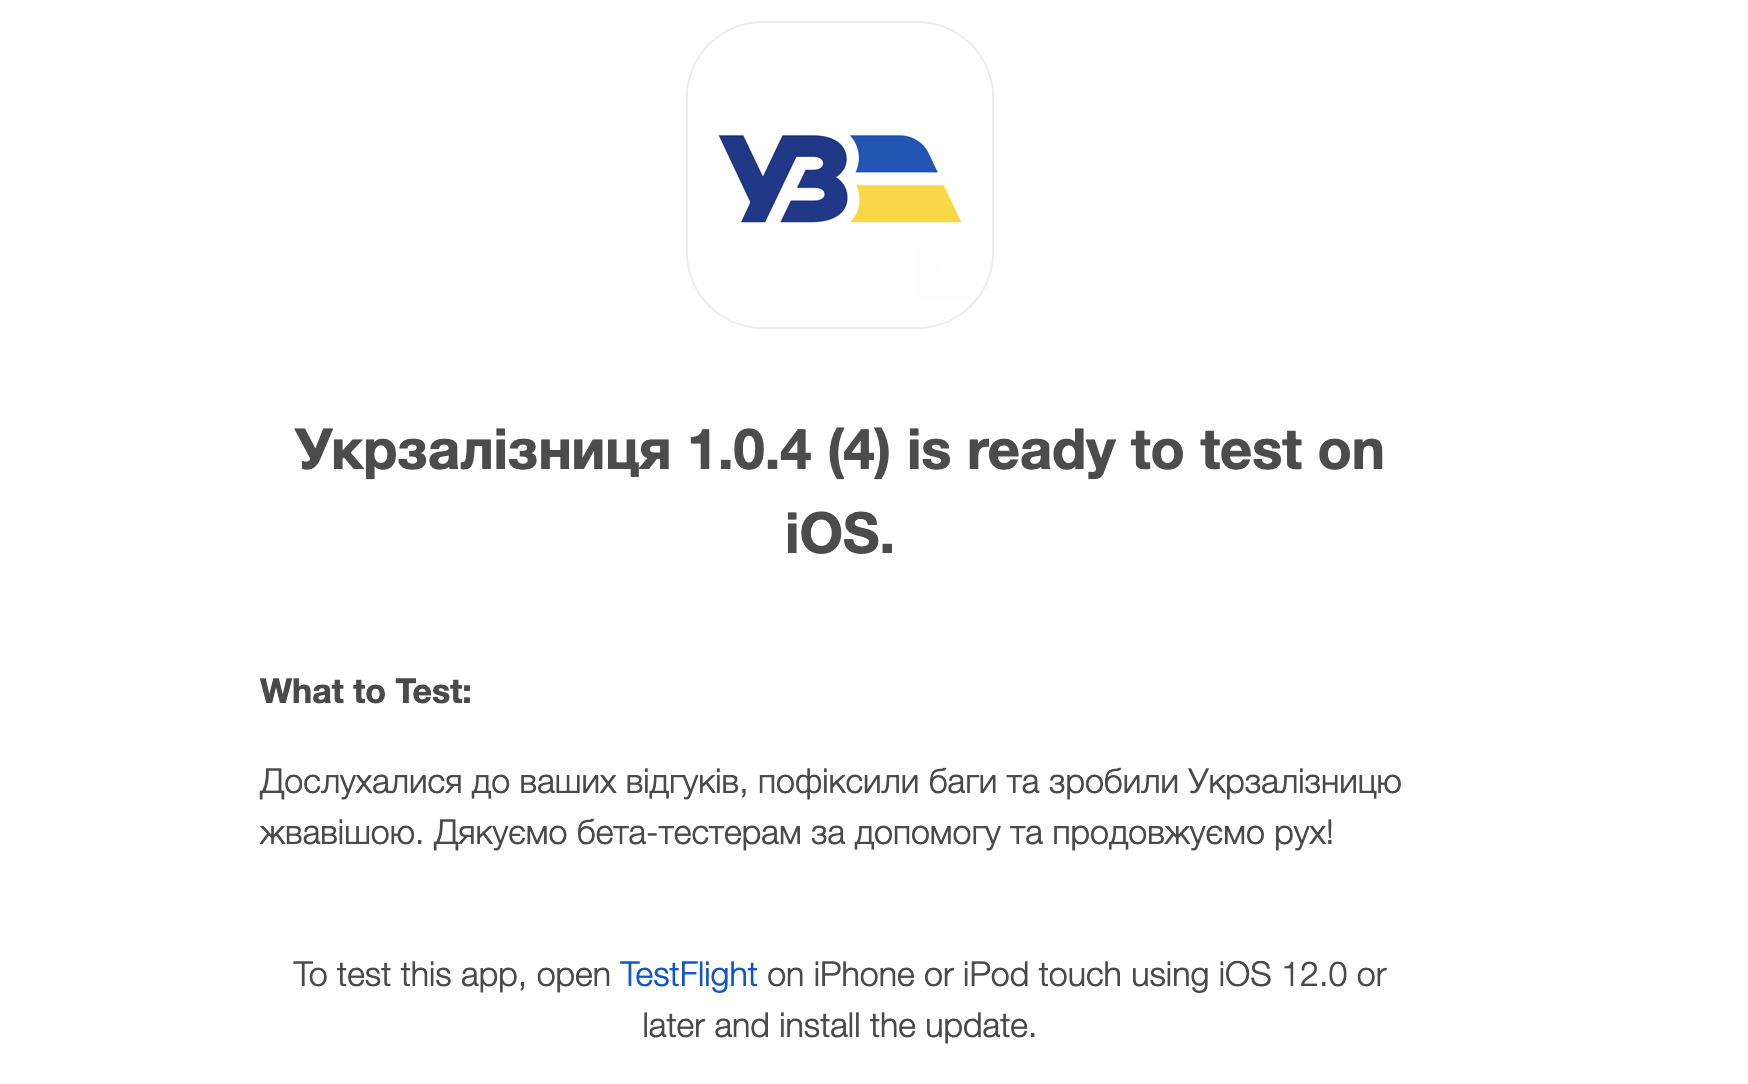 УЗ
Укрзалізниця 1.0.4 (4) is ready to test on
iOS.
What to Test:
Дослухалися до ваших відгуків, пофіксили баги та зробили Укрзалізницю
жвавішою. Дякуємо бета-тестерам за допомогу та продовжуємо рух!
To test this app, open TestFlight on iPhone or iPod touch using iOS 12.0 or
later and install the update.